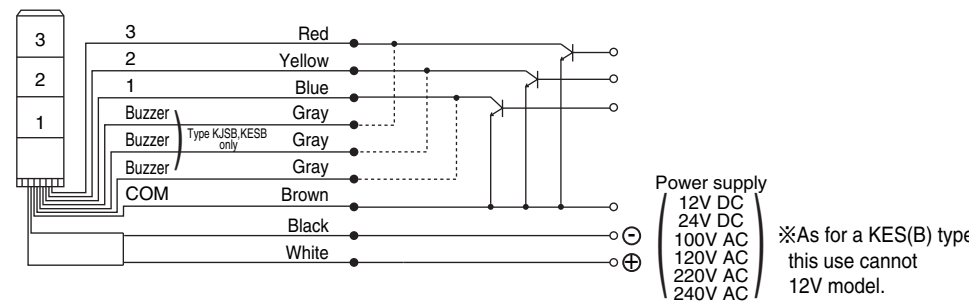 3
2
1
3 Red
2 Yellow
1 Blue
Buzzer Gray
Buzzer Gray
Buzzer Gray
Type KJSB,KESB
only
COM Brown
Black
White
Power supply
12V DC
24V DC
100V AC
120V AC
220V AC
240V AC
⊖
⊕
※As for a KES(B) type
this use cannot
12V model.